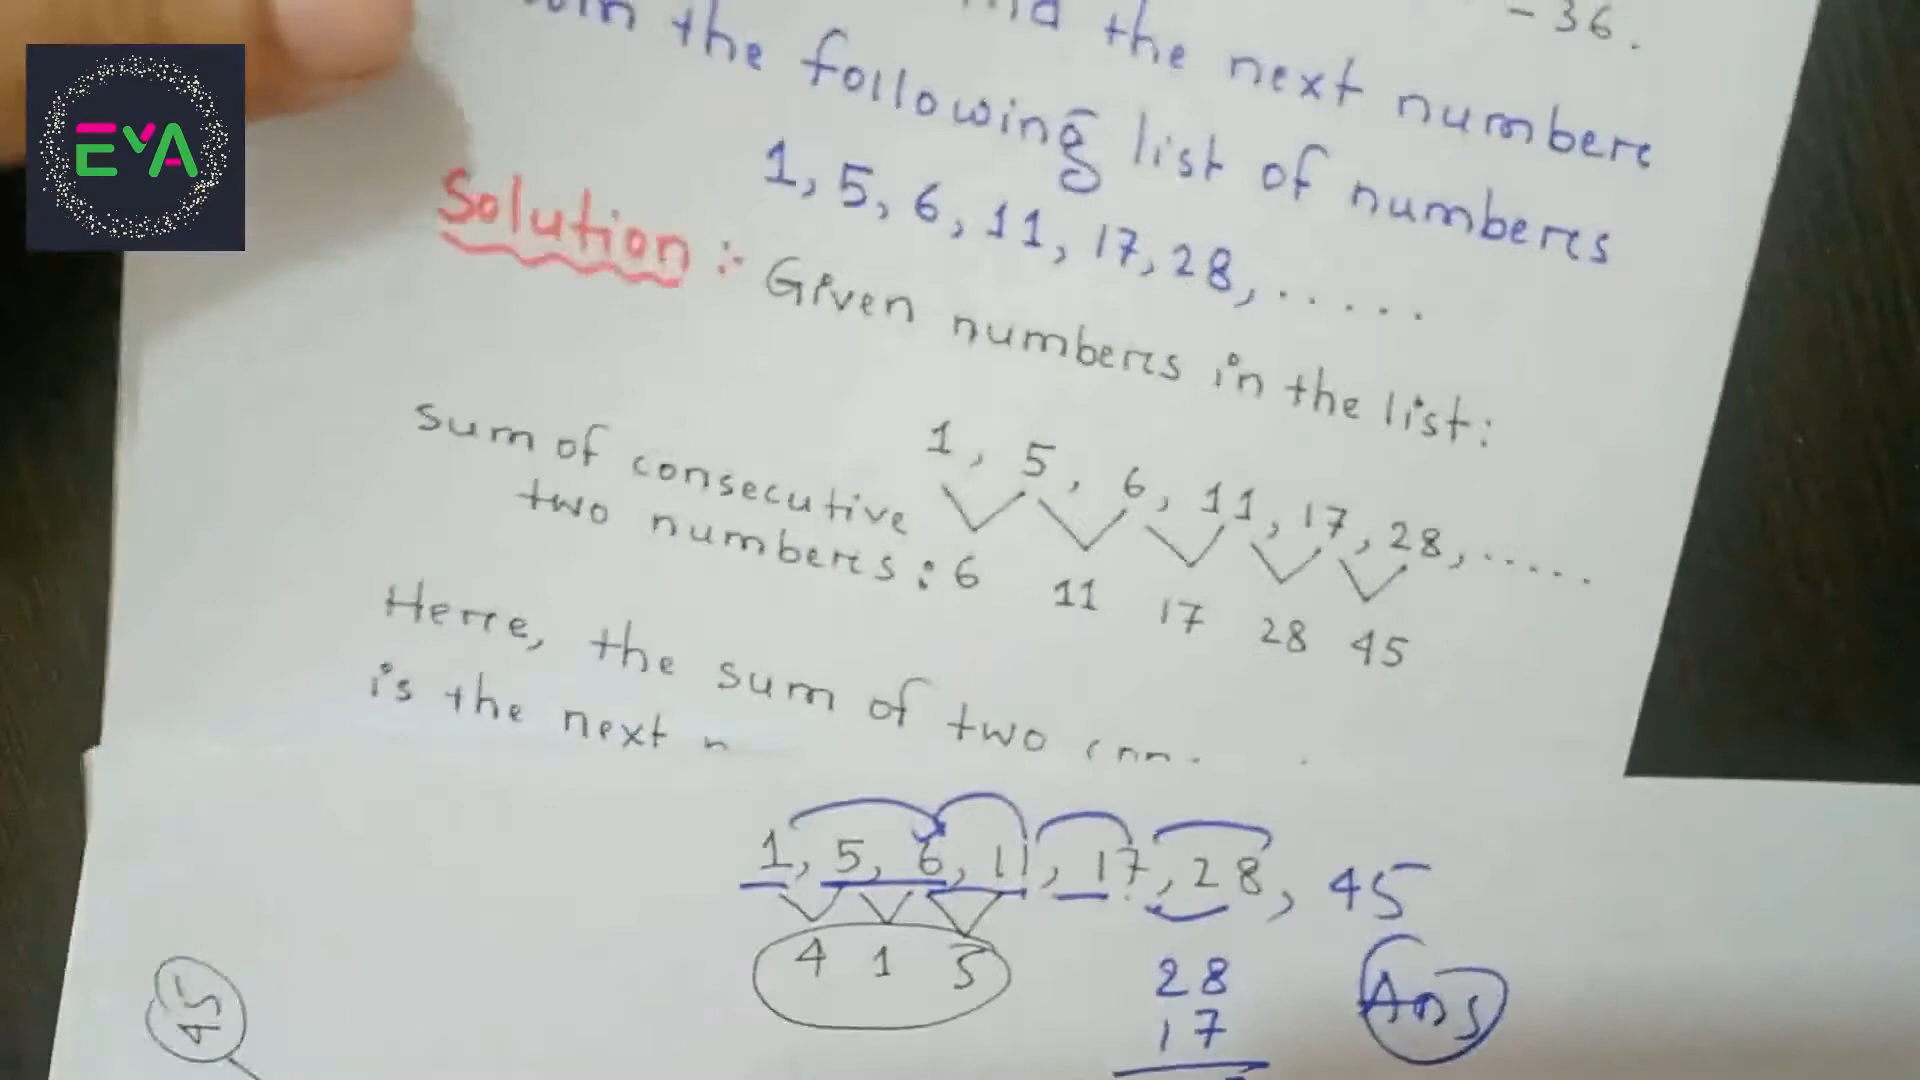 EYA
- 36.
the next number
in the following list of numbers
1, 5, 6, 11, 17, 28, .....
Solution :- Given numbers in the list:
1, 5, 6, 11, 17, 28, .....
sum of consecutive
two numbers : 6 11 17 28 45
Here, the sum of two
is the next
1, 5, 6, 11, 17, 28, 45
4 1 5
28
17
Ans
45